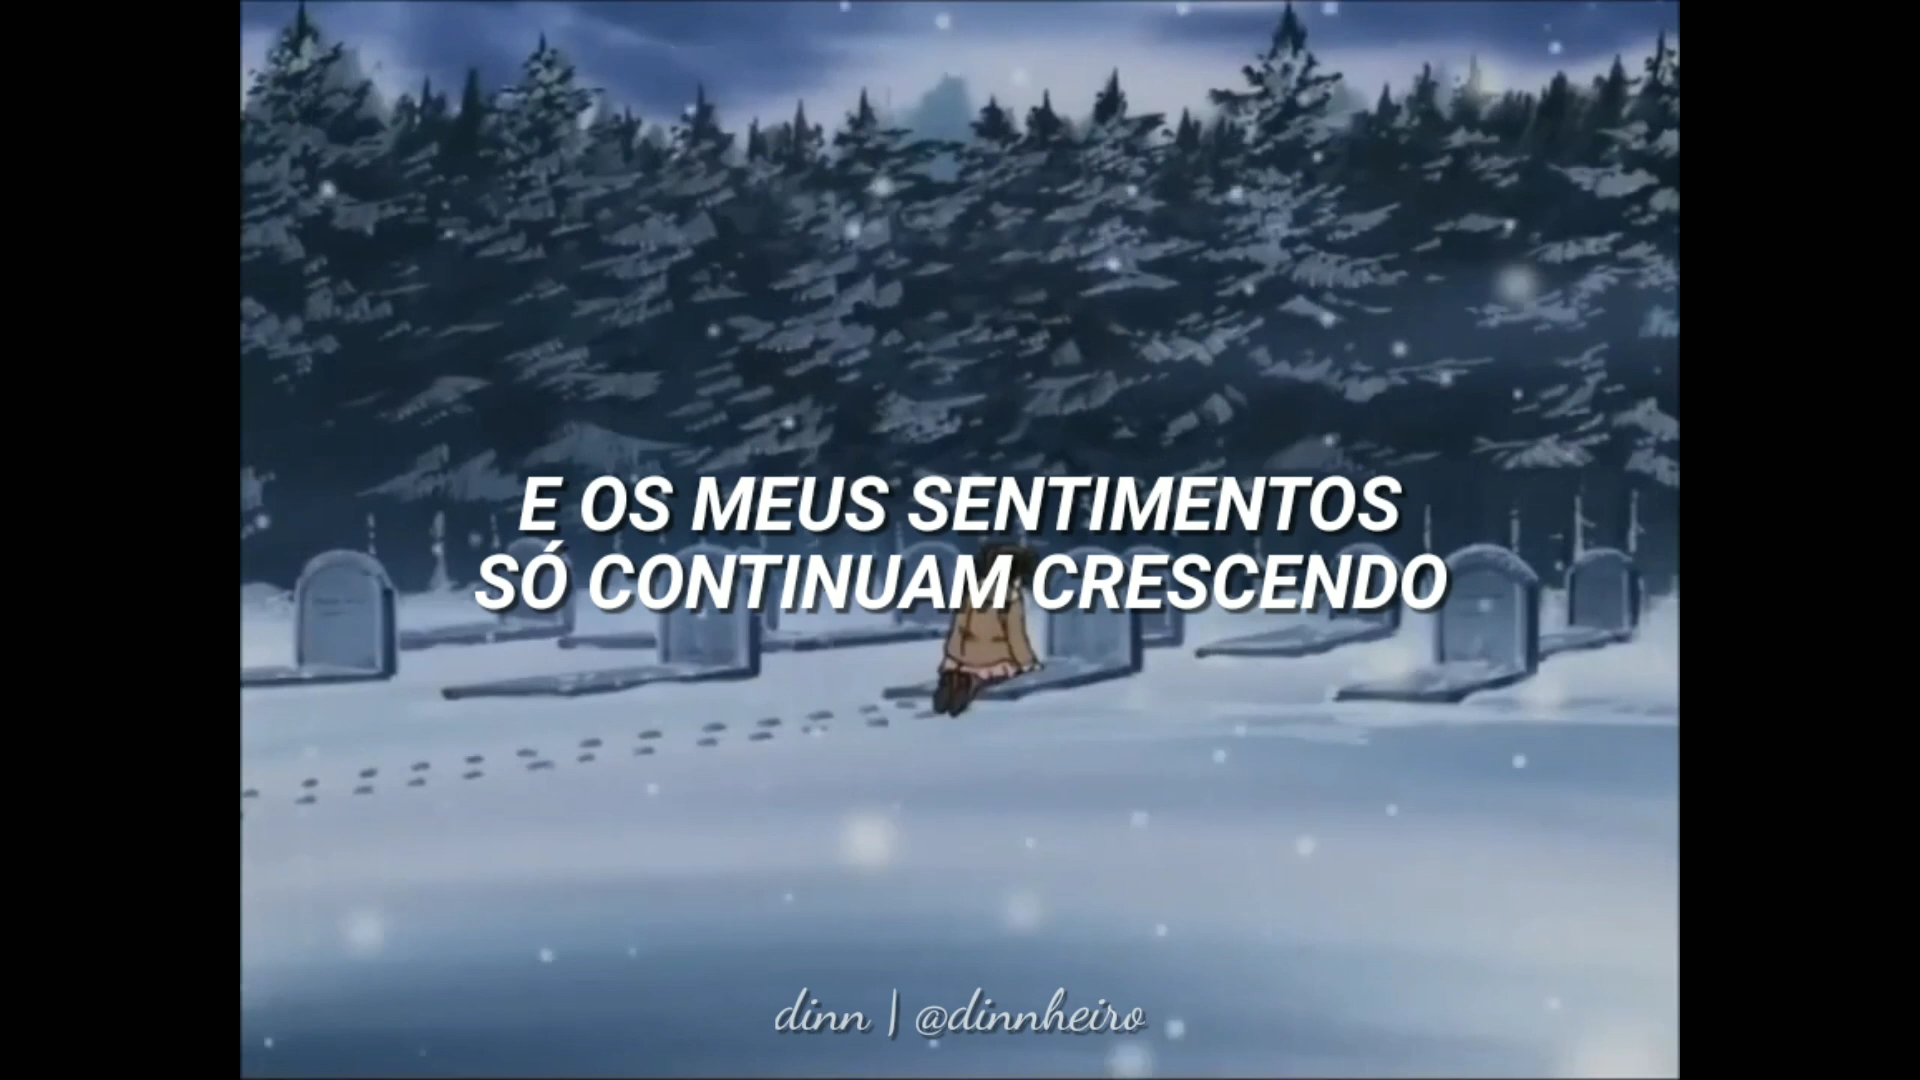 E OS MEUS SENTIMENTOS
SÓ CONTINUAM CRESCENDO
dinn | @dinnheiro